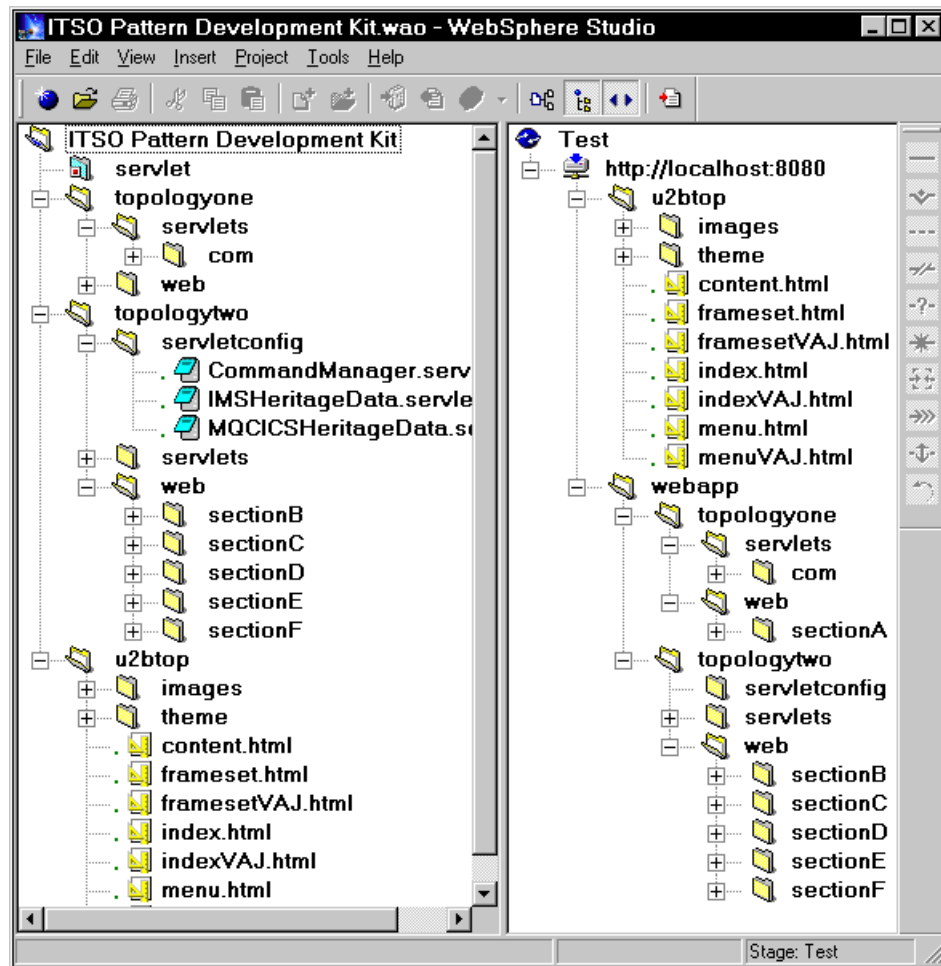 ITSO Pattern Development Kit.wao - WebSphere Studio
File Edit View Insert Project Tools Help
ITSO Pattern Development Kit
servlet
topologyone
servlets
com
web
topologytwo
servletconfig
CommandManager.serv
IMSHeritageData.servle
MQCICSHeritageData.se
servlets
web
sectionB
sectionC
sectionD
sectionE
sectionF
u2btop
images
theme
content.html
frameset.html
framesetVAJ.html
index.html
indexVAJ.html
menu.html
Test
http://localhost:8080
u2btop
images
theme
content.html
frameset.html
framesetVAJ.html
index.html
indexVAJ.html
menu.html
menuVAJ.html
webapp
topologyone
servlets
com
web
sectionA
topologytwo
servletconfig
servlets
web
sectionB
sectionC
sectionD
sectionE
sectionF
Stage: Test